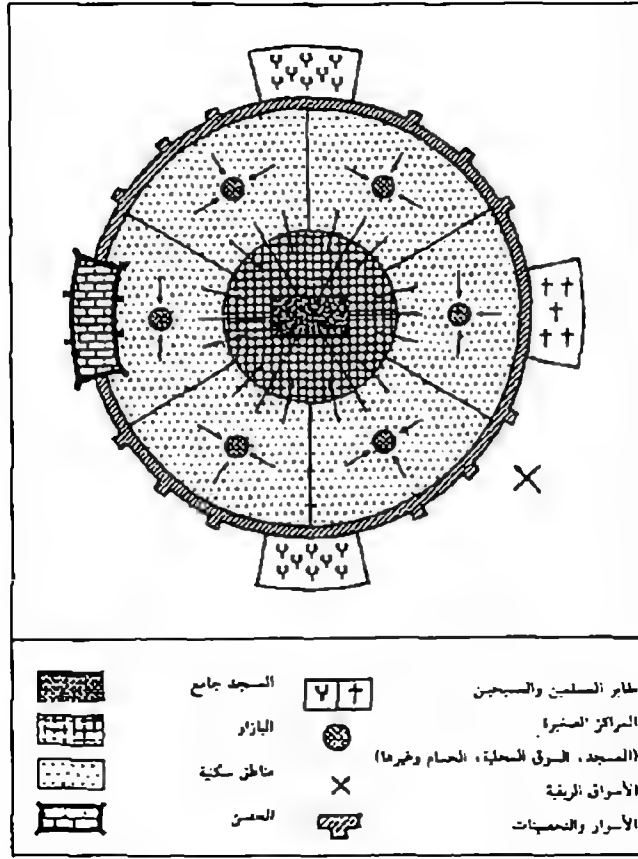 مقابر المسلمين والمسيحيين
المراكز الصغيرة
(المسجد، السوق المحلية، الحمام وغيرها)
الأسواق الريفية
الأسوار والتحصينات
المسجد جامع
البازار
مناطق سكنية
الحصن